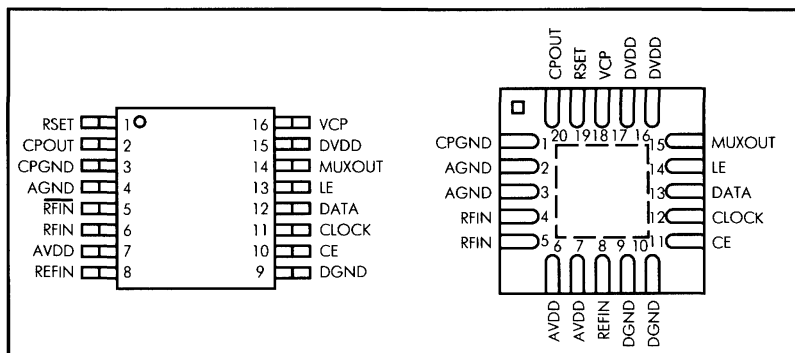 RSET 1 16 VCP
CPOUT 2 15 DVDD
CPGND 3 14 MUXOUT
AGND 4 13 LE
RFIN 5 12 DATA
RFIN 6 11 CLOCK
AVDD 7 10 CE
REFIN 8 9 DGND
CPOUT RSET VCP DVDD DVDD
20 19 18 17 16
CPGND 1 15 MUXOUT
AGND 2 14 LE
AGND 3 13 DATA
RFIN 4 12 CLOCK
RFIN 5 11 CE
6 7 8 9 10
AVDD AVDD REFIN DGND DGND